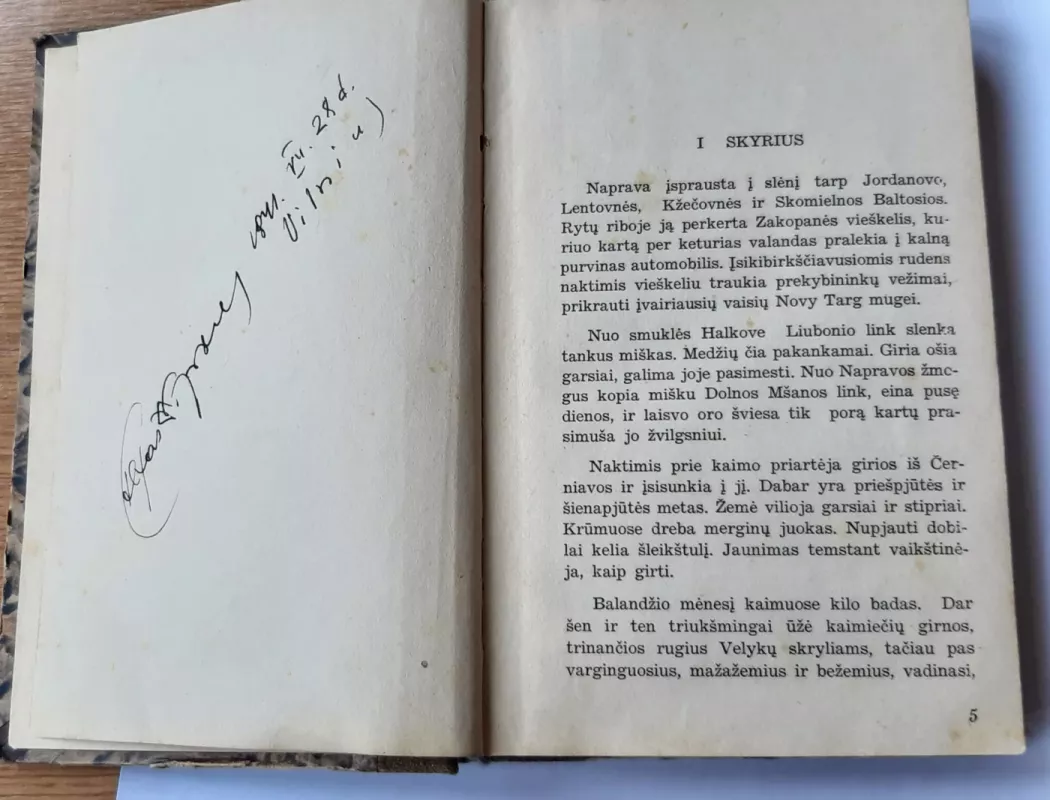 1941. VII. 28 d.
Vilniuj
I SKYRIUS
Naprava įsprausta į slėnį tarp Jordanovo,
Lentovnės, Kžečovnės ir Skomielnos Baltosios.
Rytų riboje ją perkerta Zakopanės vieškelis, ku-
riuo kartą per keturias valandas pralekia į kalną
purvinas automobilis. Įsikibirkščiavusiomis rudens
naktimis vieškeliu traukia prekybininkų vežimai,
prikrauti įvairiausių vaisių Novy Targ mugei.
Nuo smuklės Halkove Liubonio link slenka
tankus miškas. Medžių čia pakankamai. Giria ošia
garsiai, galima joje pasimesti. Nuo Napravos žmo-
gus kopia mišku Dolnos Mšanos link, eina pusę
dienos, ir laisvo oro šviesa tik porą kartų pra-
simuša jo žvilgsniui.
Naktimis prie kaimo priartėja girios iš Čer-
niavos ir įsisunkia į jį. Dabar yra priešpjūtės ir
šienapjūtės metas. Žemė vilioja garsiai ir stipriai.
Krūmuose dreba merginų juokas. Nupjauti dobi-
lai kelia šleikštulį. Jaunimas temstant vaikštinė-
ja, kaip girti.
Balandžio mėnesį kaimuose kilo badas. Dar
šen ir ten triukšmingai ūžė kaimiečių girnos,
trinančios rugius Velykų skryliams, tačiau pas
varginguosius, mažažemius ir bežemius, vadinasi,
5